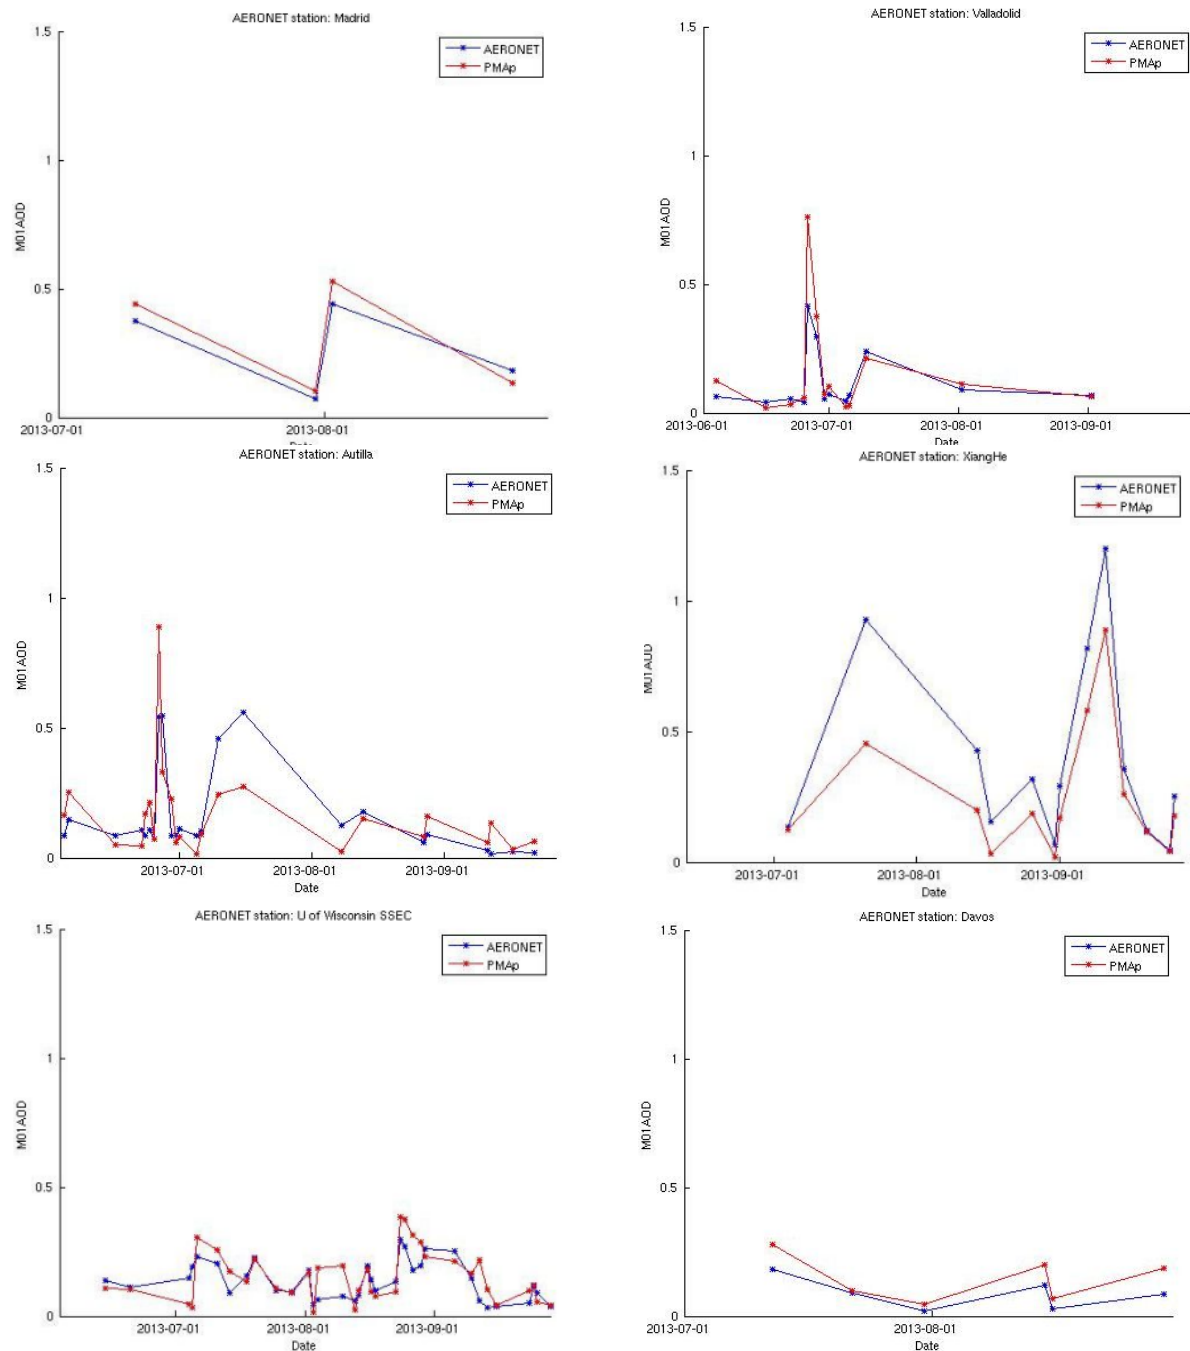 AERONET station: Madrid
1.5
AERONET
PMAp
1
M01AOD
0.5
0
2013-07-01
2013-08-01
Date
AERONET station: Valladolid
1.5
AERONET
PMAp
1
M01AOD
0.5
0
2013-06-01
2013-07-01
2013-08-01
2013-09-01
Date
AERONET station: Autilla
1.5
AERONET
PMAp
1
M01AOD
0.5
0
2013-07-01
2013-08-01
2013-09-01
Date
AERONET station: XiangHe
1.5
AERONET
PMAp
1
M01AOD
0.5
0
2013-07-01
2013-08-01
2013-09-01
Date
AERONET station: U of Wisconsin SSEC
1.5
AERONET
PMAp
1
M01AOD
0.5
0
2013-07-01
2013-08-01
2013-09-01
Date
AERONET station: Davos
1.5
AERONET
PMAp
1
M01AOD
0.5
0
2013-07-01
2013-08-01
Date